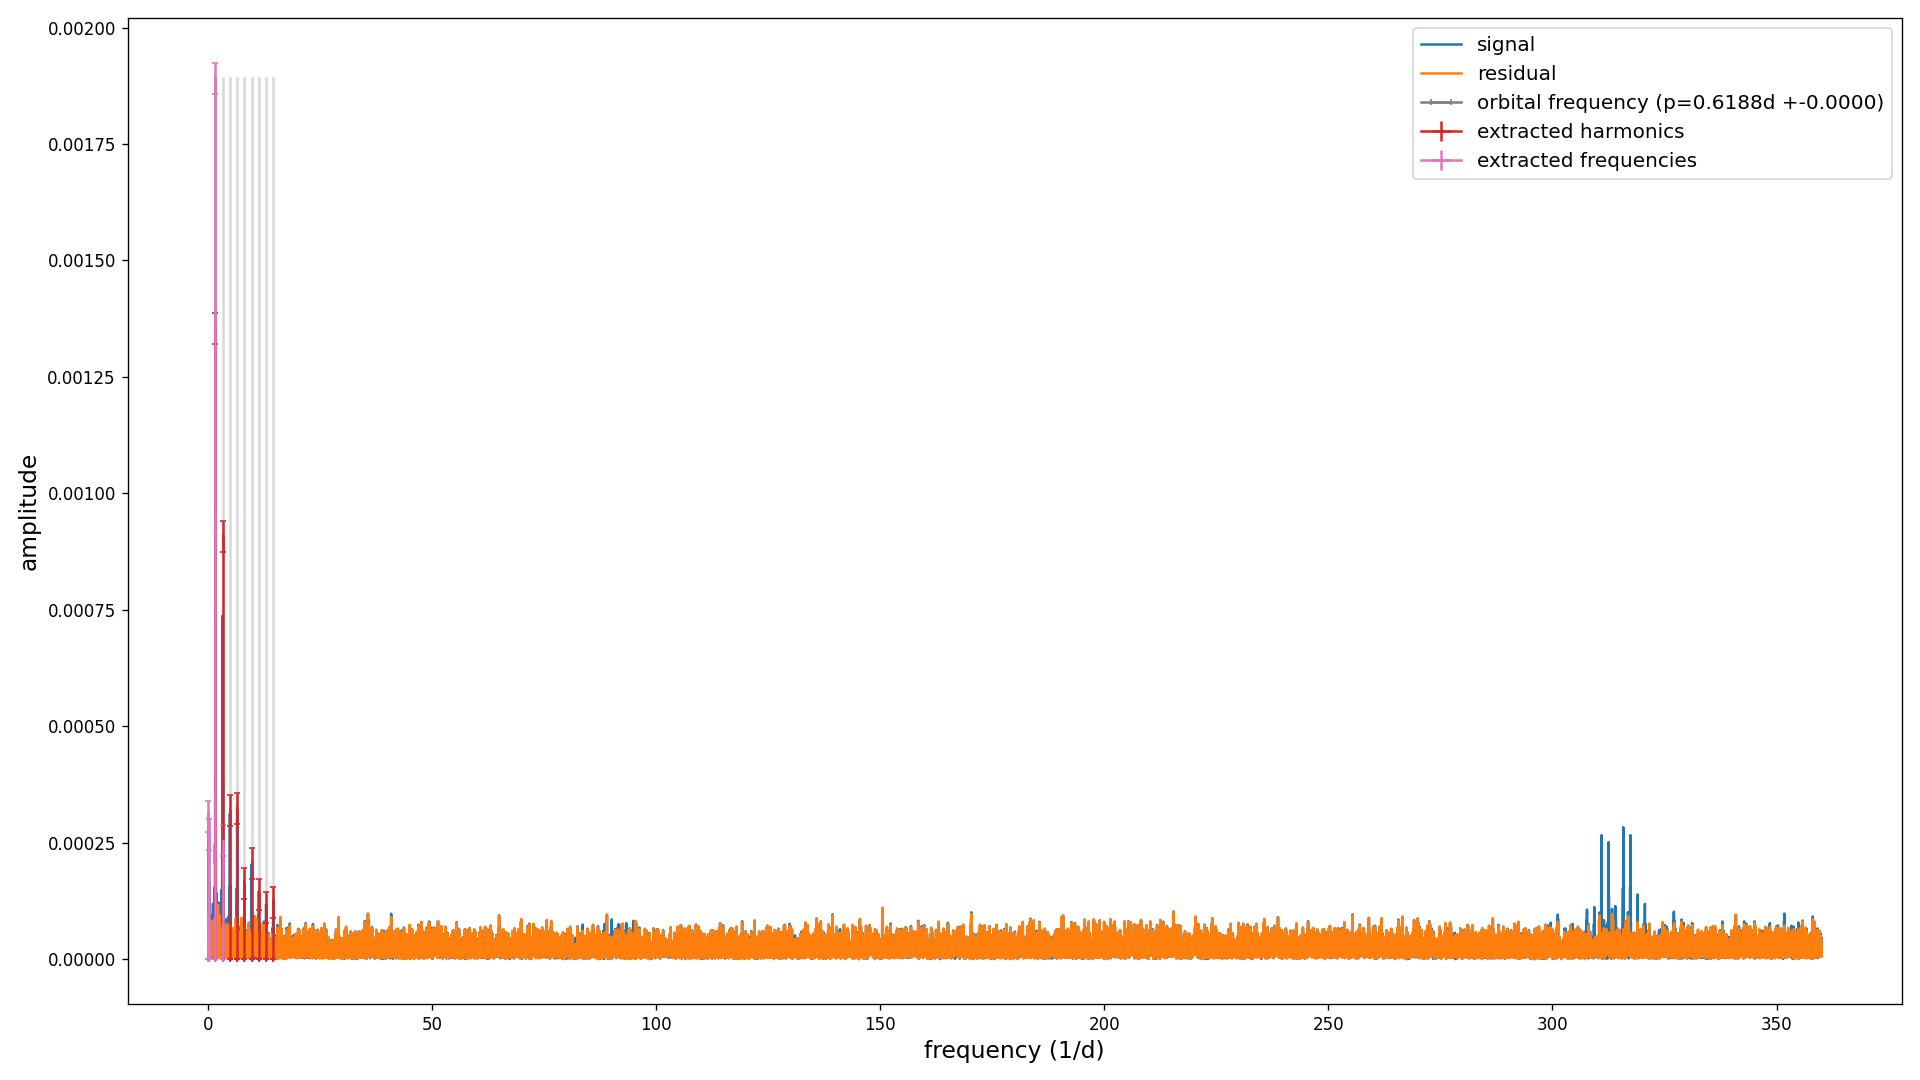 0.00200
0.00175
0.00150
0.00125
0.00100
0.00075
0.00050
0.00025
0.00000
amplitude
signal
residual
orbital frequency (p=0.6188d +-0.0000)
extracted harmonics
extracted frequencies
0 50 100 150 200 250 300 350
frequency (1/d)